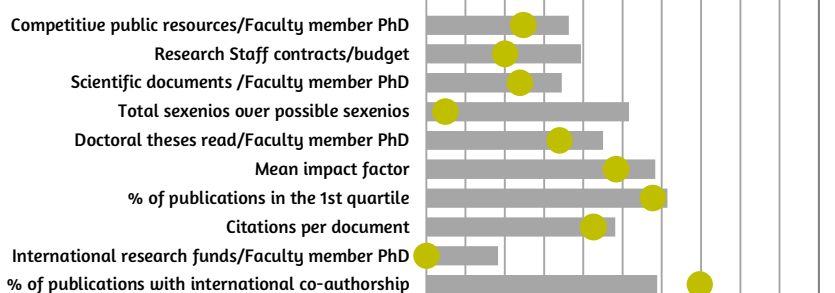 Competitive public resources/Faculty member PhD
Research Staff contracts/budget
Scientific documents /Faculty member PhD
Total sexenios over possible sexenios
Doctoral theses read/Faculty member PhD
Mean impact factor
% of publications in the 1st quartile
Citations per document
International research funds/Faculty member PhD
% of publications with international co-authorship